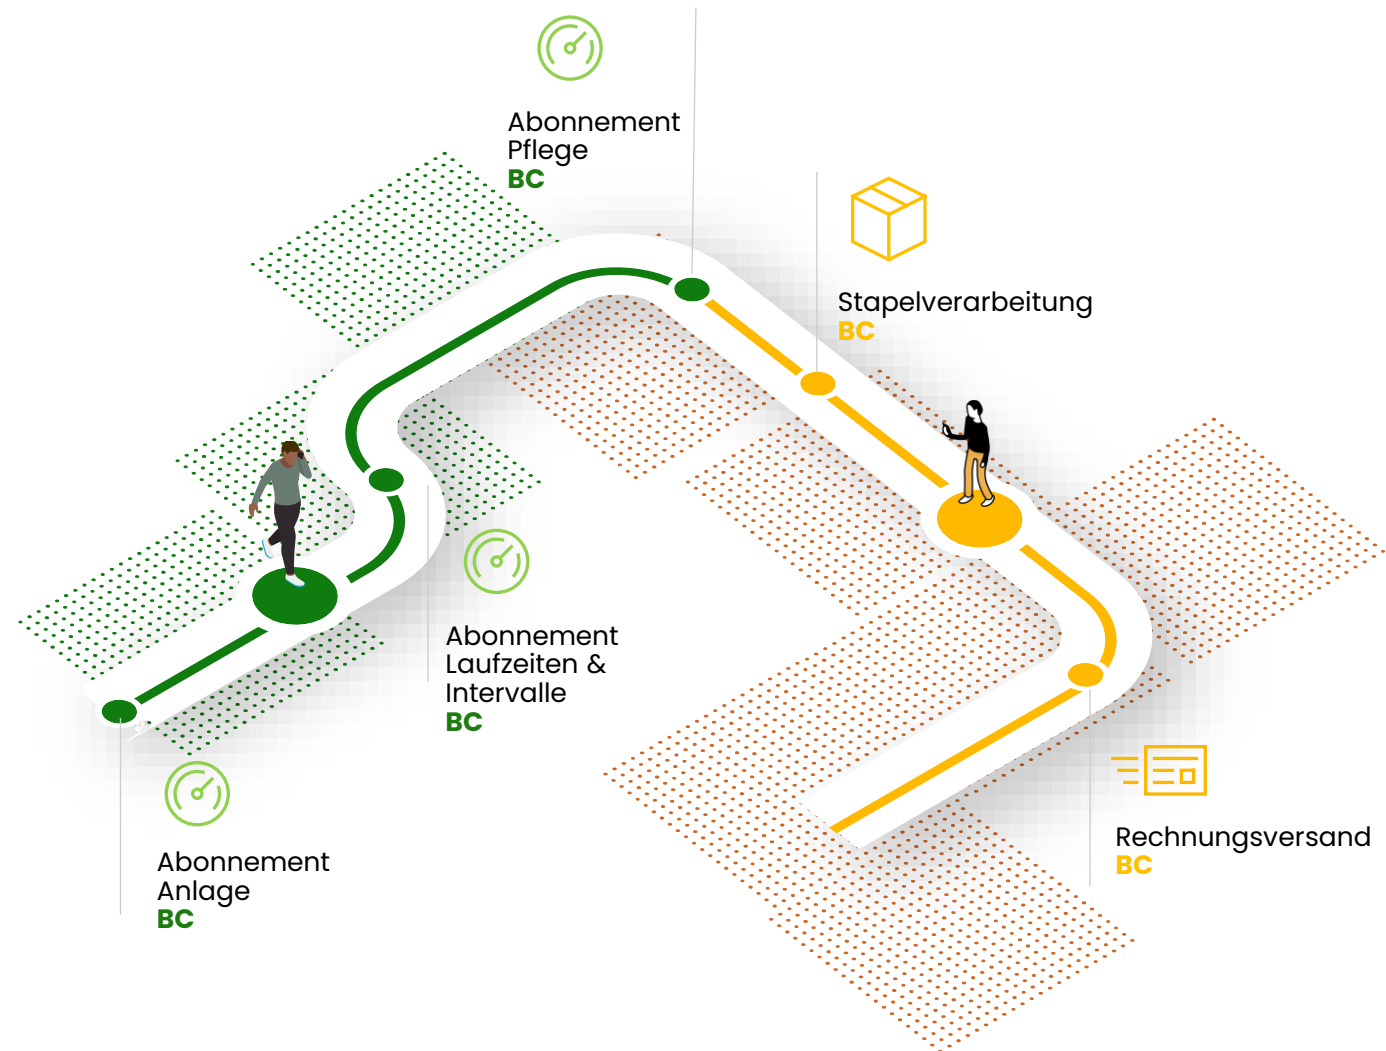 Abonnement
Pflege
BC
Stapelverarbeitung
BC
Abonnement
Laufzeiten &
Intervalle
BC
Rechnungsversand
BC
Abonnement
Anlage
BC